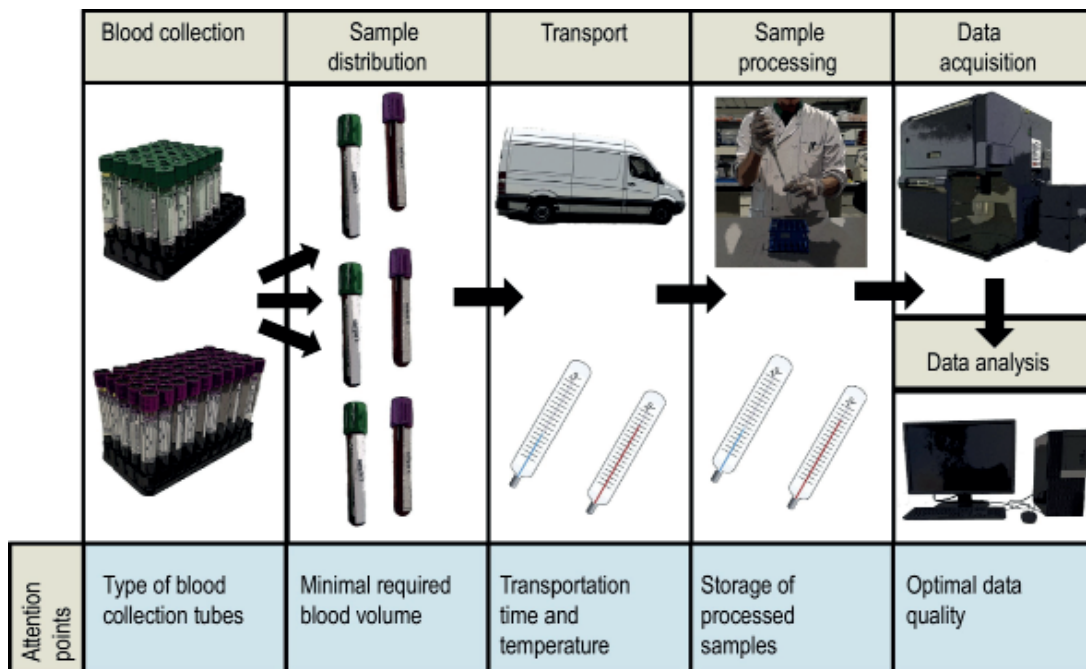 Blood collection
Sample
distribution
Transport
Sample
processing
Data
acquisition
Data analysis
Attention
points
Type of blood
collection tubes
Minimal required
blood volume
Transportation
time and
temperature
Storage of
processed
samples
Optimal data
quality